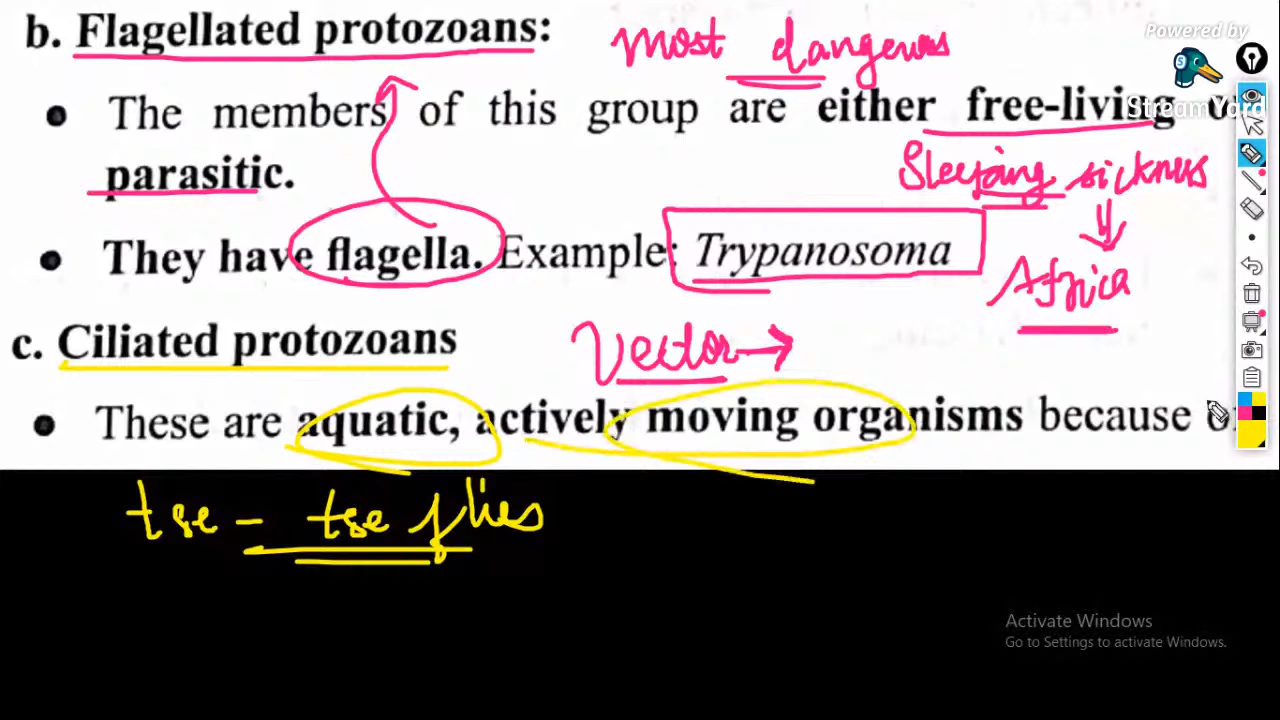 Powered by
StreamYard
b. Flagellated protozoans:
most dangerous
The members of this group are either free-living or
parasitic.
Sleeping sickness
They have flagella. Example: Trypanosoma
Africa
c. Ciliated protozoans
Vector →
These are aquatic, actively moving organisms because
tse - tse flies
Activate Windows
Go to Settings to activate Windows.